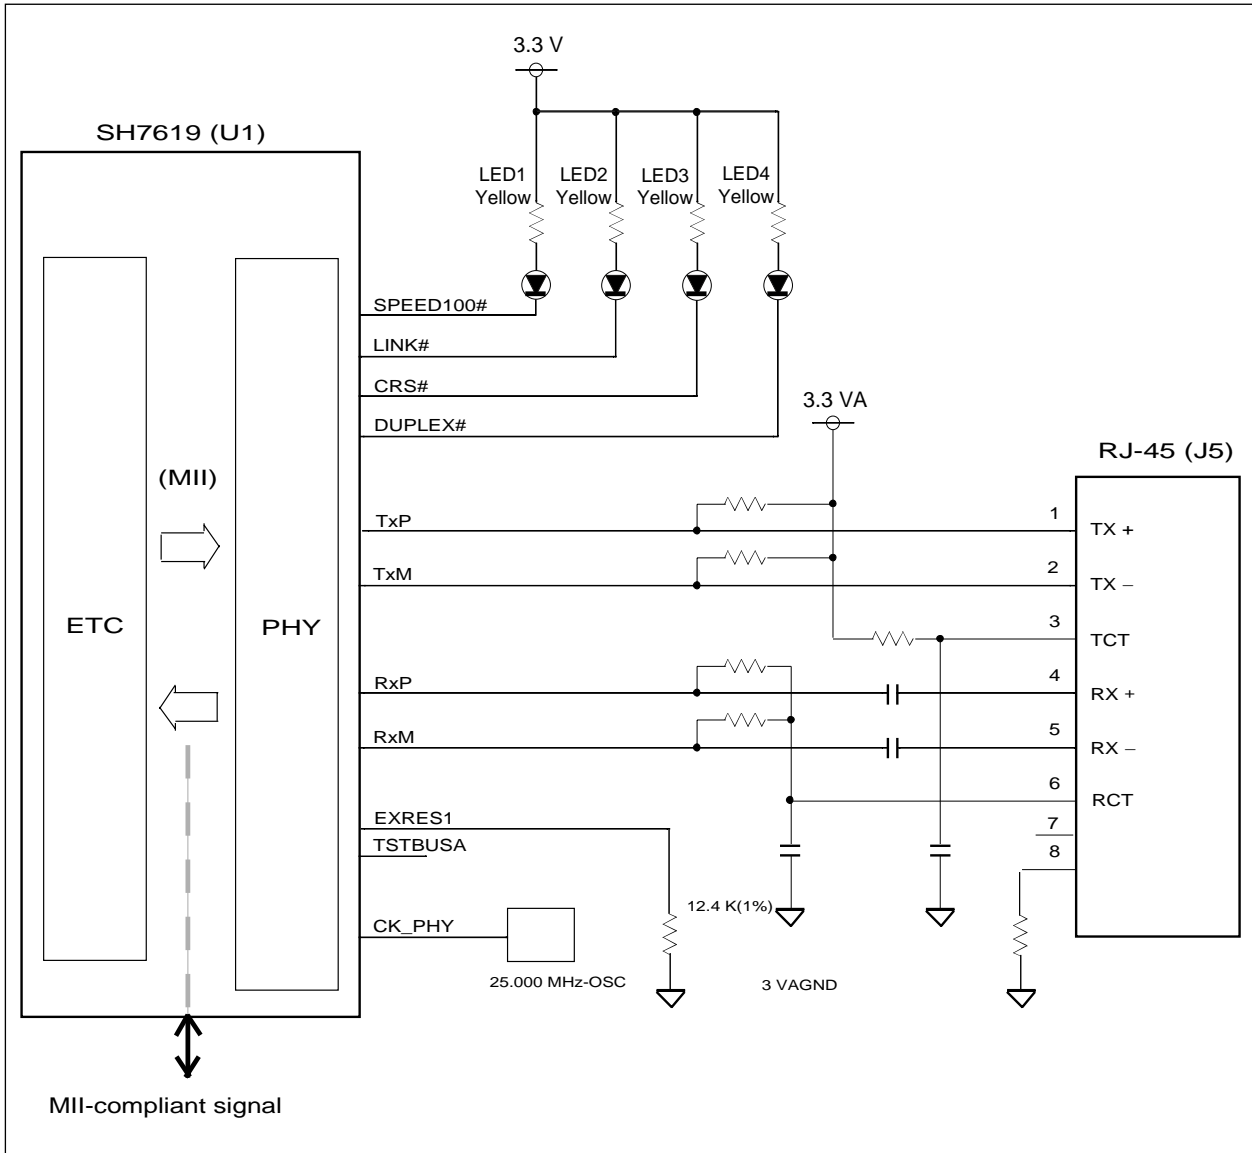 3.3 V
SH7619 (U1)
LED1
Yellow
LED2
Yellow
LED3
Yellow
LED4
Yellow
SPEED100#
LINK#
CRS#
DUPLEX#
3.3 VA
RJ-45 (J5)
(MII)
ETC
PHY
TxP
1
TX +
TxM
2
TX –
3
TCT
RxP
4
RX +
RxM
5
RX –
6
RCT
EXRES1
7
TSTBUSA
8
12.4 K(1%)
CK_PHY
25.000 MHz-OSC
3 VAGND
MII-compliant signal